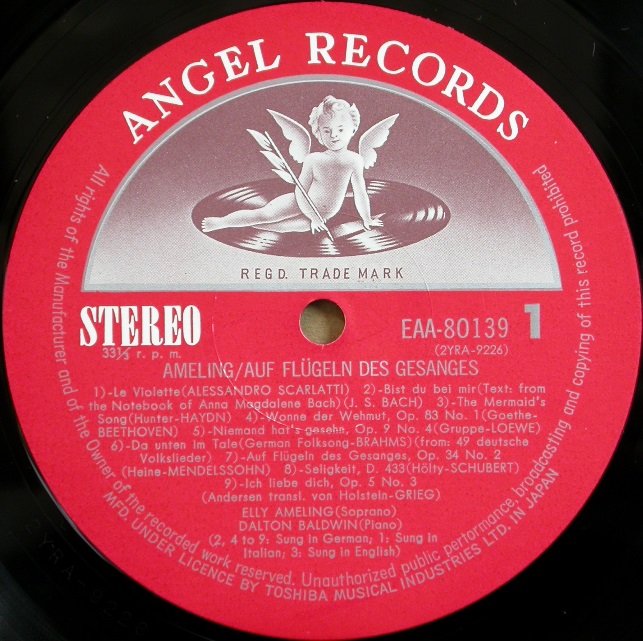 ANGEL RECORDS
REGD. TRADE MARK
STEREO
33⅓ r. p. m.
EAA-80139 1
(2YRA-9226)
AMELING/AUF FLÜGELN DES GESANGES
1)-Le Violette(ALESSANDRO SCARLATTI) 2)-Bist du bei mir(Text: from
the Notebook of Anna Magdalene Bach)(J. S. BACH) 3)-The Mermaid's
Song(Hunter-HAYDN) 4)-Wonne der Wehmut, Op. 83 No. 1(Goethe-
BEETHOVEN) 5)-Niemand hat's gesehn, Op. 9 No. 4(Gruppe-LOEWE)
6)-Da unten im Tale(German Folksong-BRAHMS)(from: 49 deutsche
Volkslieder) 7)-Auf Flügeln des Gesanges, Op. 34 No. 2
(Heine-MENDELSSOHN) 8)-Seligkeit, D. 433(Hölty-SCHUBERT)
9)-Ich liebe dich, Op. 5 No. 3
(Andersen transl. von Holstein-GRIEG)
ELLY AMELING(Soprano)
DALTON BALDWIN(Piano)
(2, 4 to 9: Sung in German; 1: Sung in
Italian; 3: Sung in English)
All rights of the Manufacturer and of the Owner of the recorded work reserved. Unauthorized public performance, broadcasting and copying of this record prohibited
MFD. UNDER LICENCE BY TOSHIBA MUSICAL INDUSTRIES LTD. IN JAPAN